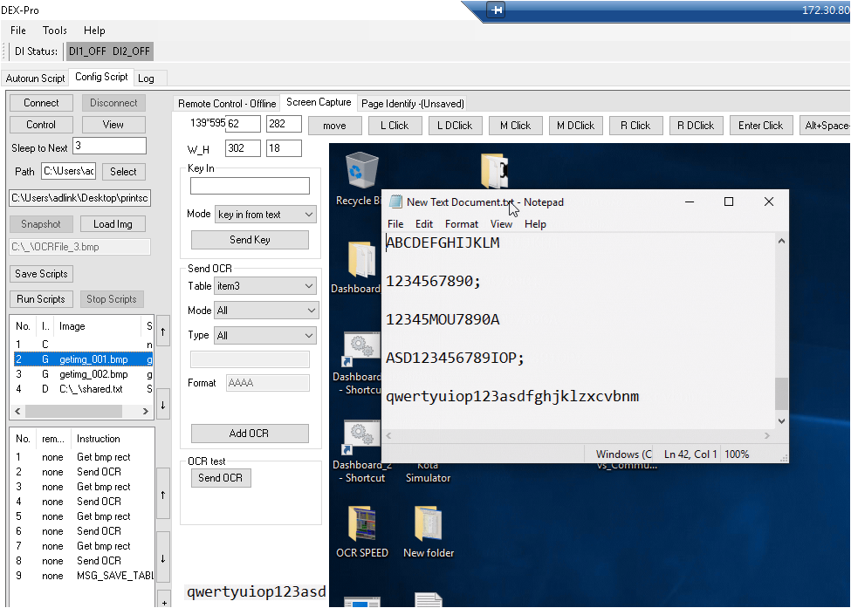 DEX-Pro
172.30.80
File Tools Help
DI Status: DI1_OFF DI2_OFF
Autorun Script Config Script Log
Connect Disconnect
Control View
Sleep to Next 3
Path C:\Users\ad Select
C:\Users\adlink\Desktop\printsc
Snapshot Load Img
C:\_\OCRFile_3.bmp
Save Scripts
Run Scripts Stop Scripts
No. I.. Image S
1 C n
2 G getimg_001.bmp g
3 G getimg_002.bmp g
4 D C:\_\shared.txt s
No. rem... Instruction
1 none Get bmp rect
2 none Send OCR
3 none Get bmp rect
4 none Send OCR
5 none Get bmp rect
6 none Send OCR
7 none Get bmp rect
8 none Send OCR
9 none MSG_SAVE_TABL
Remote Control - Offline Screen Capture Page Identify -(Unsaved)
139*595 62 282 move L Click L DClick M Click M DClick R Click R DClick Enter Click Alt+Space-
W_H 302 18
Key In
Mode key in from text
Send Key
Send OCR
Table item3
Mode All
Type All
Format AAAA
Add OCR
OCR test
Send OCR
qwertyuiop123asd
Recycle B
Dashboard
Dashboard
- Shortcu
Dashboard_2
- Shortcut
Kota
Simulator
vs_Commu...
OCR SPEED
New folder
New Text Document.txt - Notepad
File Edit Format View Help
ABCDEFGHIJKLM
1234567890;
12345MOU7890A
ASD123456789IOP;
qwertyuiop123asdfghjklzxcvbnm
Windows (C Ln 42, Col 1 100%